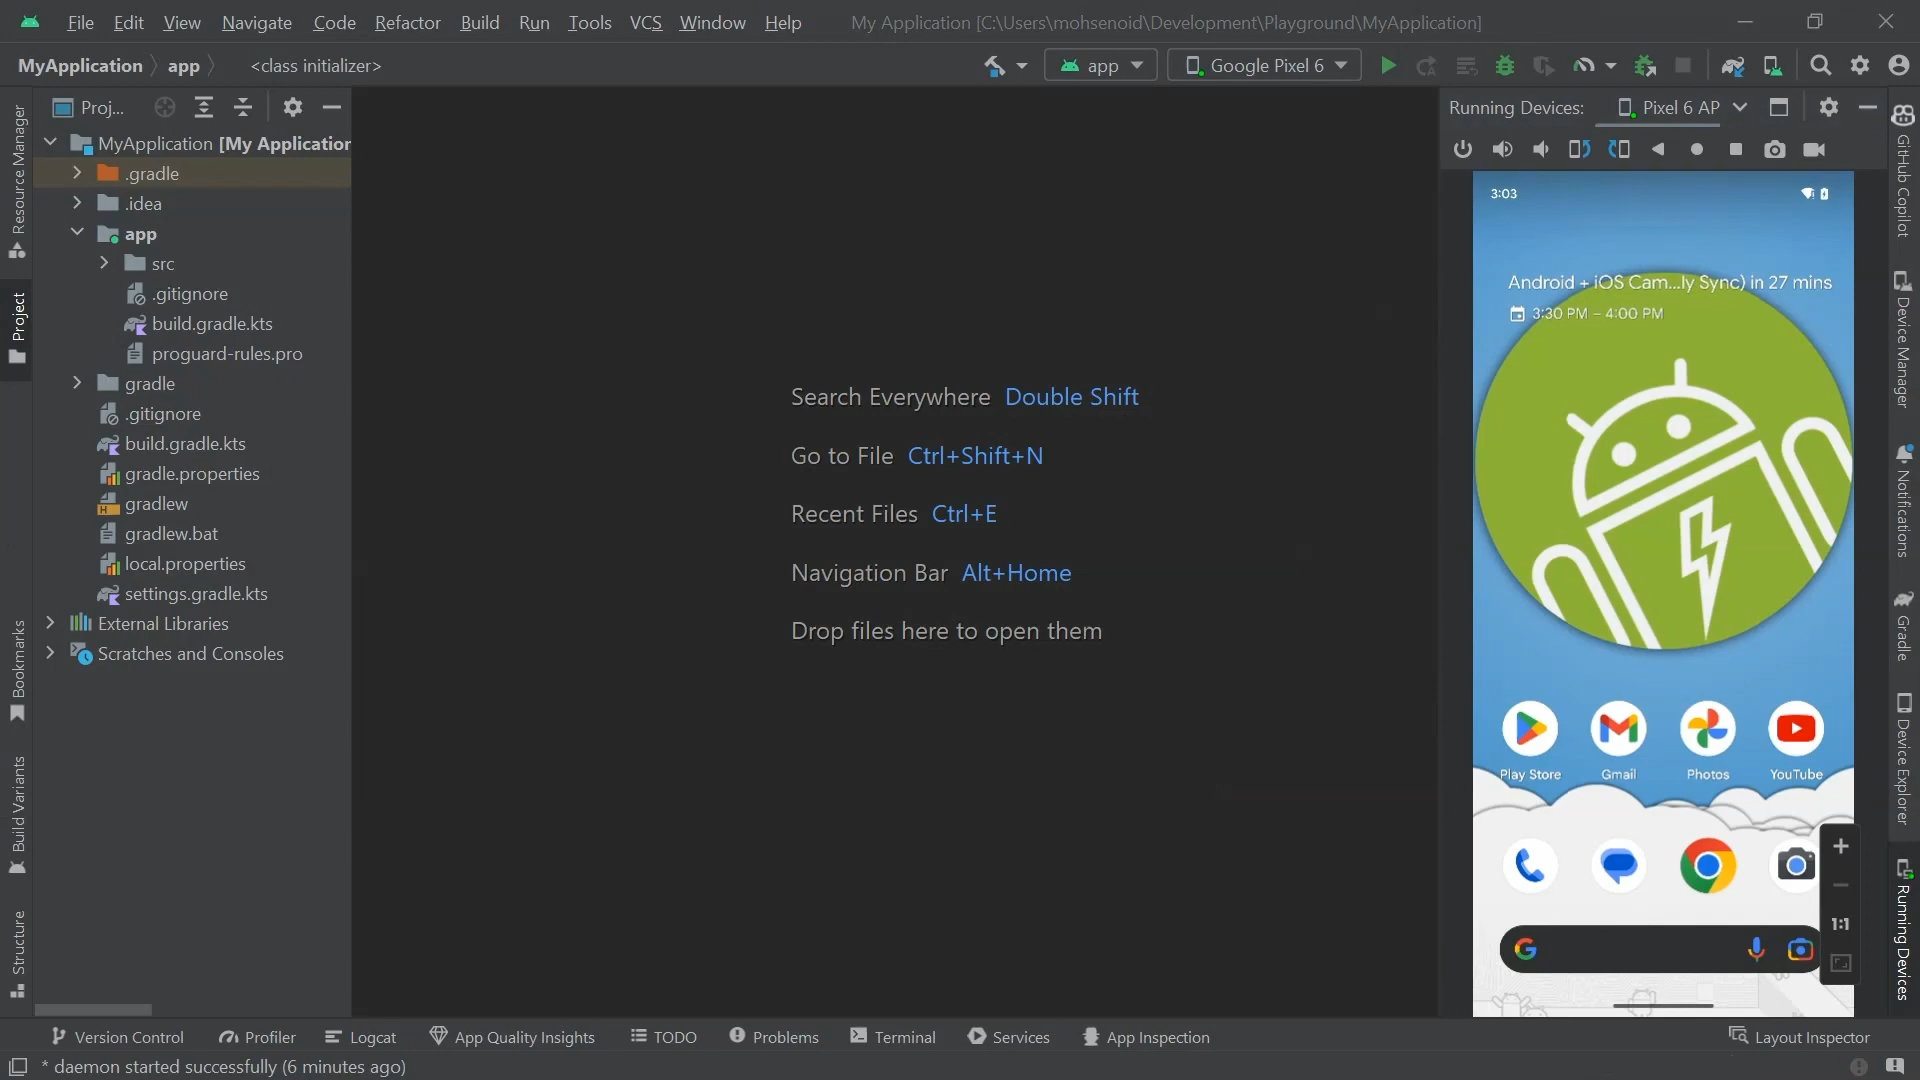 File Edit View Navigate Code Refactor Build Run Tools VCS Window Help My Application [C:\Users\mohsenoid\Development\Playground\MyApplication]
MyApplication app <class initializer>
app Google Pixel 6
Proj...
Running Devices: Pixel 6 AP
Resource Manager
Project
Bookmarks
Build Variants
Structure
MyApplication [My Application
.gradle
.idea
app
src
.gitignore
build.gradle.kts
proguard-rules.pro
gradle
.gitignore
build.gradle.kts
gradle.properties
gradlew
gradlew.bat
local.properties
settings.gradle.kts
External Libraries
Scratches and Consoles
Search Everywhere Double Shift
Go to File Ctrl+Shift+N
Recent Files Ctrl+E
Navigation Bar Alt+Home
Drop files here to open them
3:03
Android + iOS Cam...ly Sync) in 27 mins
3:30 PM – 4:00 PM
Play Store Gmail Photos YouTube
1:1
GitHub Copilot
Device Manager
Notifications
Gradle
Device Explorer
Running Devices
Version Control Profiler Logcat App Quality Insights TODO Problems Terminal Services App Inspection Layout Inspector
* daemon started successfully (6 minutes ago)